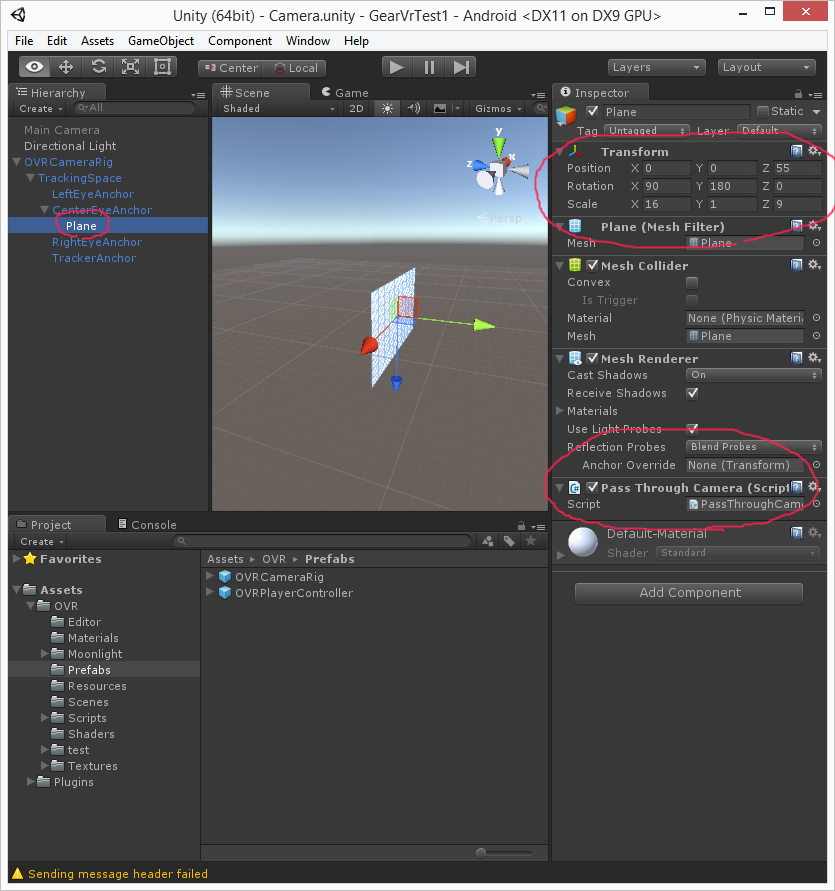 Unity (64bit) - Camera.unity - GearVrTest1 - Android <DX11 on DX9 GPU>
File Edit Assets GameObject Component Window Help
Center Local Layers Layout
Hierarchy
Create All
Main Camera
Directional Light
OVRCameraRig
TrackingSpace
LeftEyeAnchor
CenterEyeAnchor
Plane
RightEyeAnchor
TrackerAnchor
Scene Game
Shaded 2D Gizmos
y
x
z
Persp
Inspector
Plane Static
Tag Untagged Layer Default
Transform
Position X 0 Y 0 Z 55
Rotation X 90 Y 180 Z 0
Scale X 16 Y 1 Z 9
Plane (Mesh Filter)
Mesh Plane
Mesh Collider
Convex
Is Trigger
Material None (Physic Materi
Mesh Plane
Mesh Renderer
Cast Shadows On
Receive Shadows
Materials
Use Light Probes
Reflection Probes Blend Probes
Anchor Override None (Transform)
Pass Through Camera (Script
Script PassThroughCam
Default-Material
Shader Standard
Add Component
Project Console
Create
Favorites
Assets
OVR
Editor
Materials
Moonlight
Prefabs
Resources
Scenes
Scripts
Shaders
test
Textures
Plugins
Assets OVR Prefabs
OVRCameraRig
OVRPlayerController
Sending message header failed